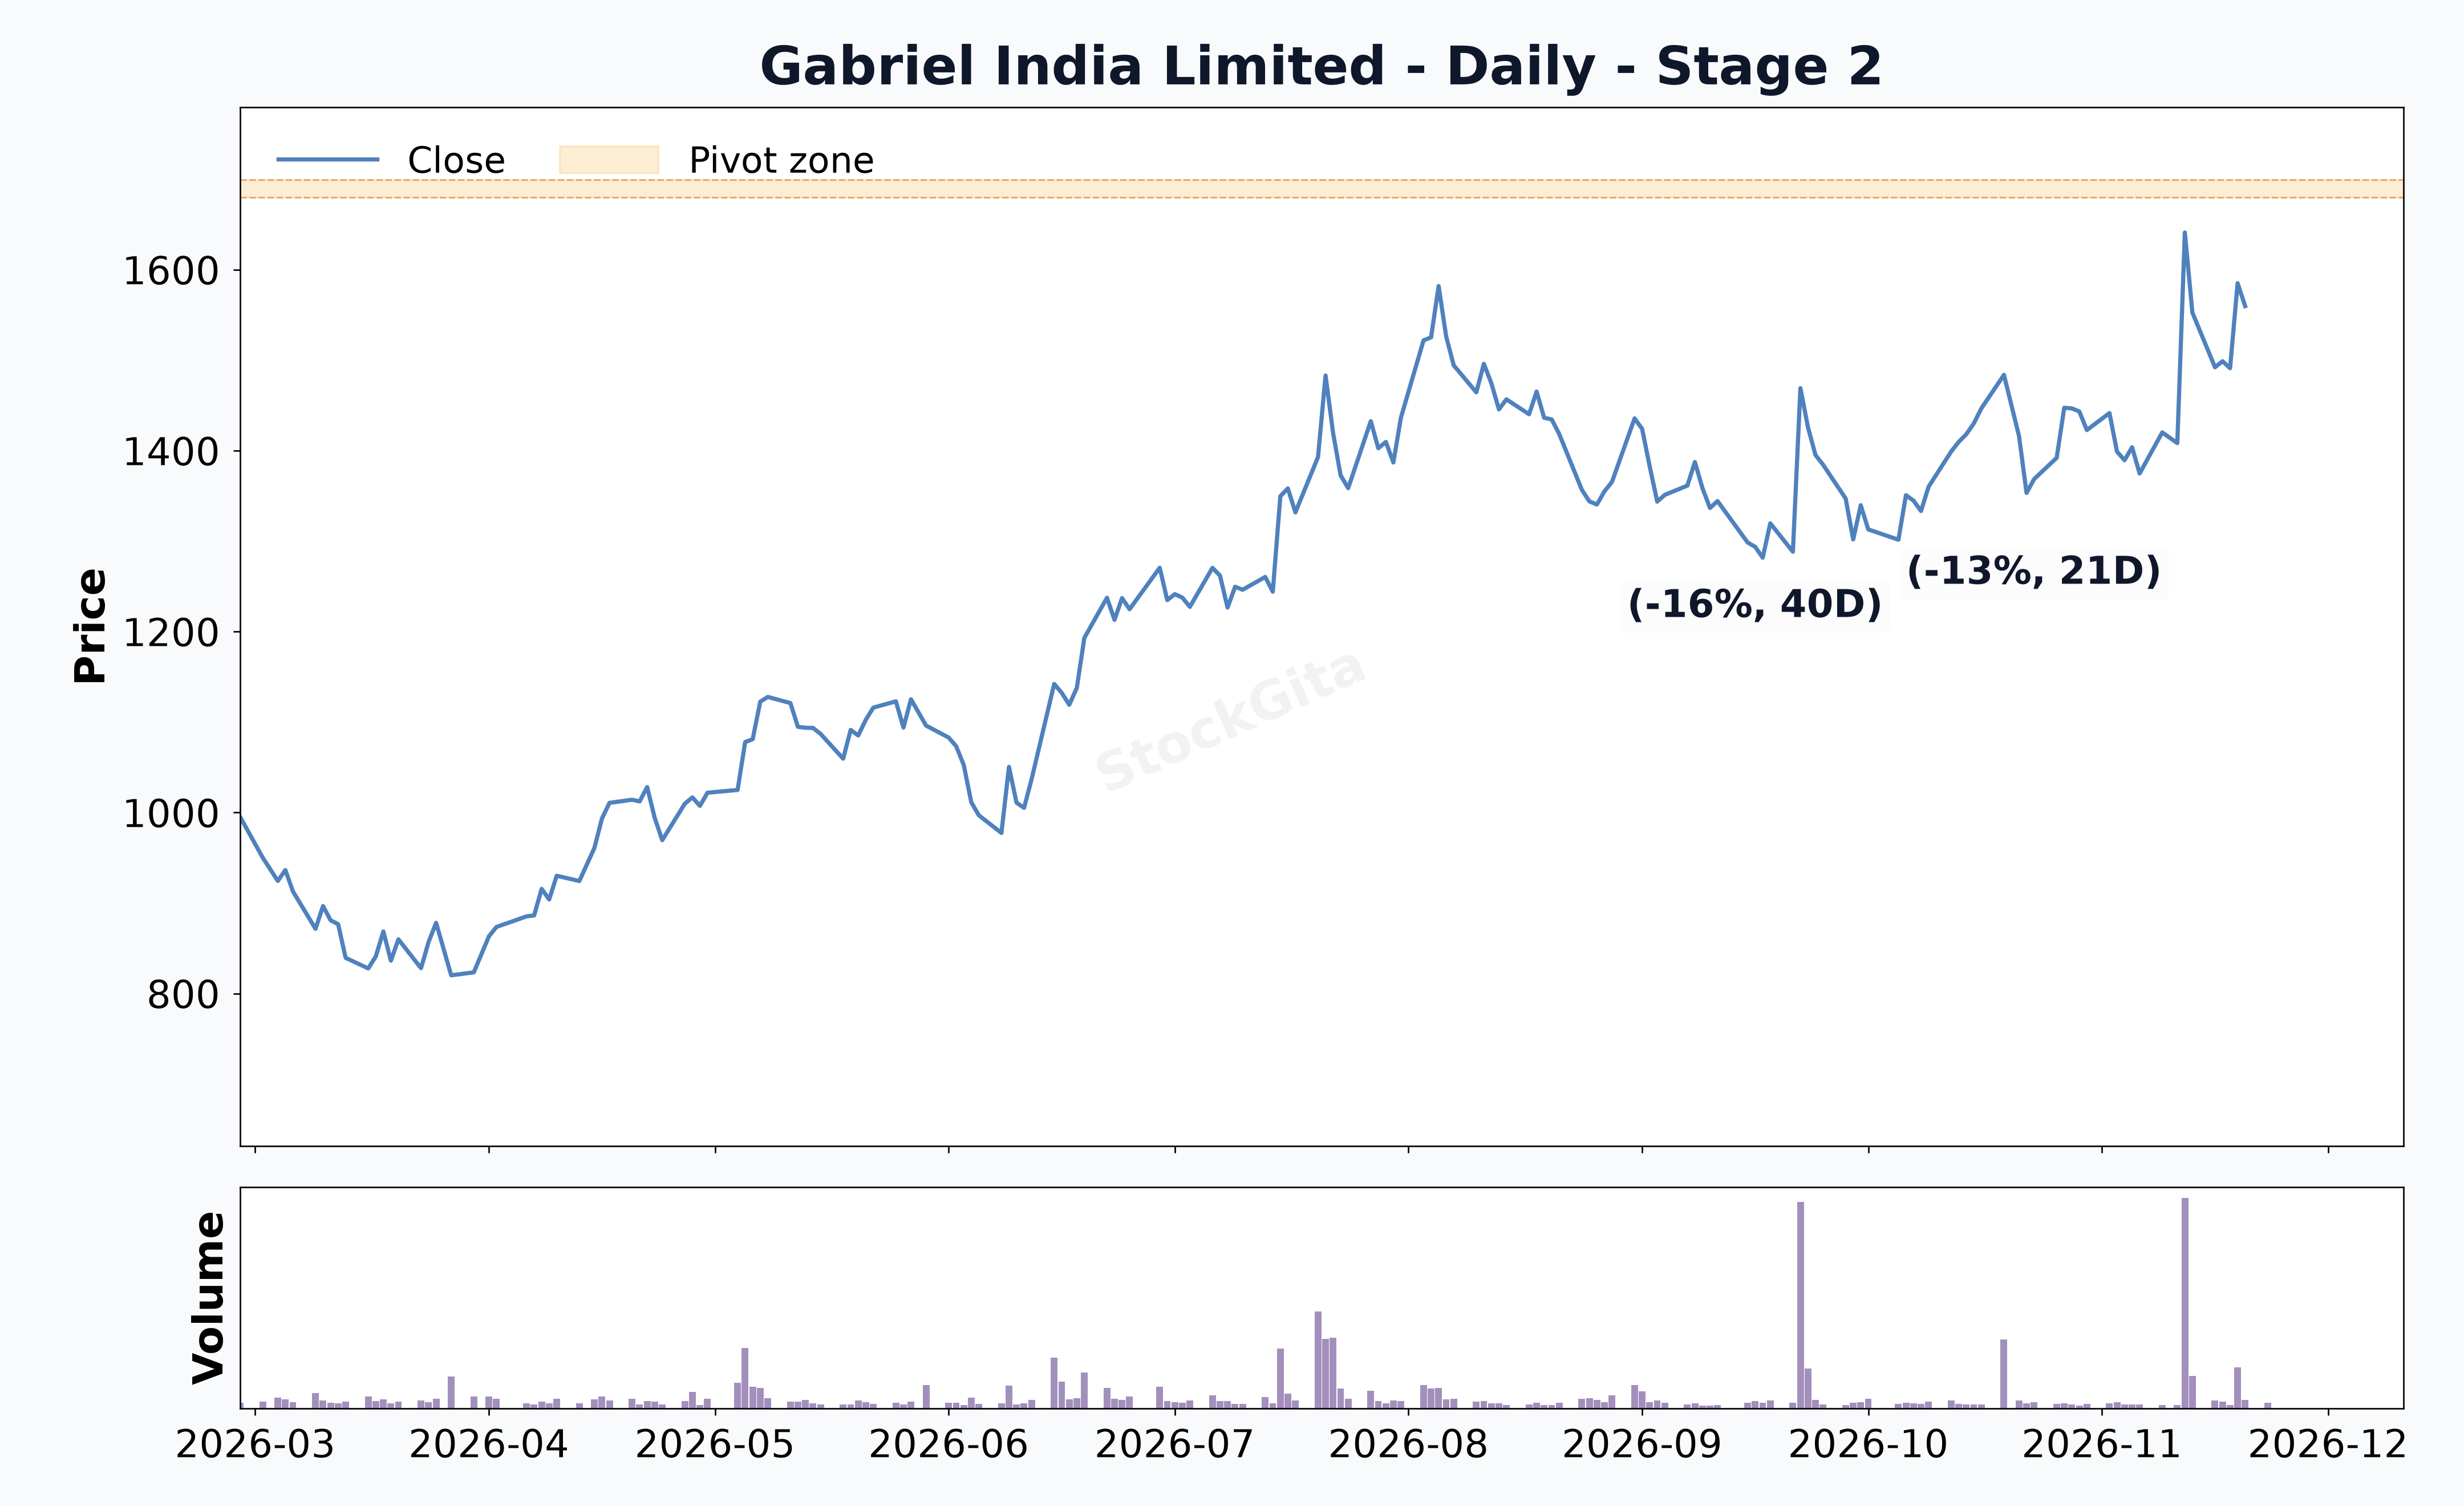 Gabriel India Limited - Daily - Stage 2
Close
Pivot zone
Price
1600
1400
1200
1000
800
(-16%, 40D)
(-13%, 21D)
StockGita
Volume
2026-03
2026-04
2026-05
2026-06
2026-07
2026-08
2026-09
2026-10
2026-11
2026-12